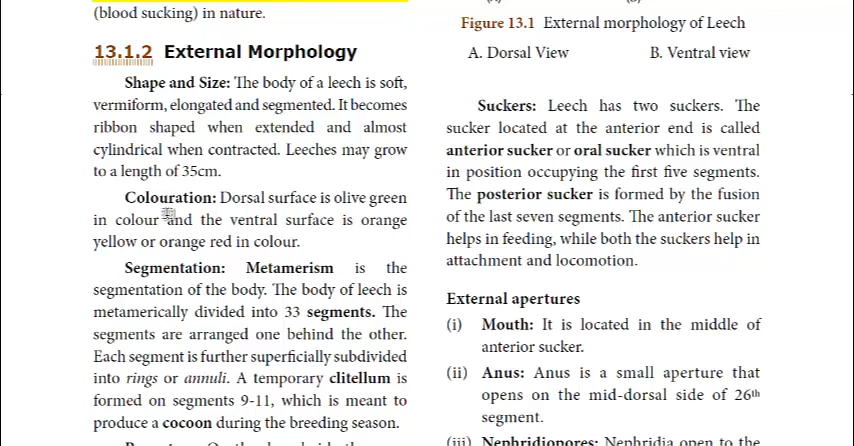 (blood sucking) in nature.
13.1.2 External Morphology
Shape and Size: The body of a leech is soft,
vermiform, elongated and segmented. It becomes
ribbon shaped when extended and almost
cylindrical when contracted. Leeches may grow
to a length of 35cm.
Colouration: Dorsal surface is olive green
in colour and the ventral surface is orange
yellow or orange red in colour.
Segmentation: Metamerism is the
segmentation of the body. The body of leech is
metamerically divided into 33 segments. The
segments are arranged one behind the other.
Each segment is further superficially subdivided
into rings or annuli. A temporary clitellum is
formed on segments 9-11, which is meant to
produce a cocoon during the breeding season.
Figure 13.1 External morphology of Leech
A. Dorsal View B. Ventral view
Suckers: Leech has two suckers. The
sucker located at the anterior end is called
anterior sucker or oral sucker which is ventral
in position occupying the first five segments.
The posterior sucker is formed by the fusion
of the last seven segments. The anterior sucker
helps in feeding, while both the suckers help in
attachment and locomotion.
External apertures
(i) Mouth: It is located in the middle of
anterior sucker.
(ii) Anus: Anus is a small aperture that
opens on the mid-dorsal side of 26th
segment.
(iii) Nephridiopores: Nephridia open to the